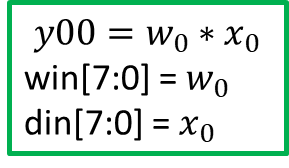 y00 = w₀ * x₀
win[7:0] = w₀
din[7:0] = x₀